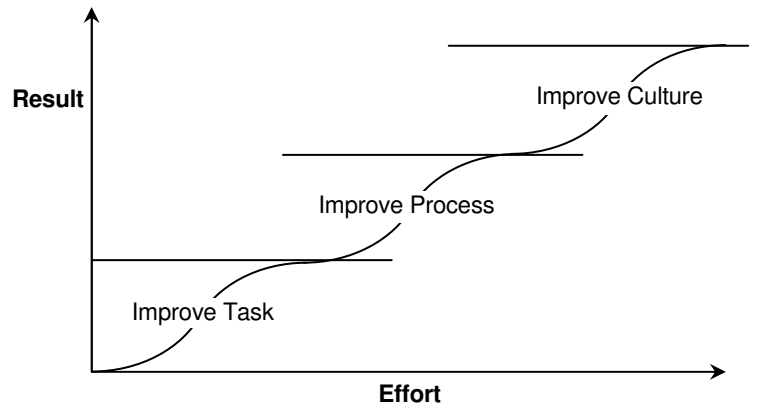 Result
Improve Culture
Improve Process
Improve Task
Effort